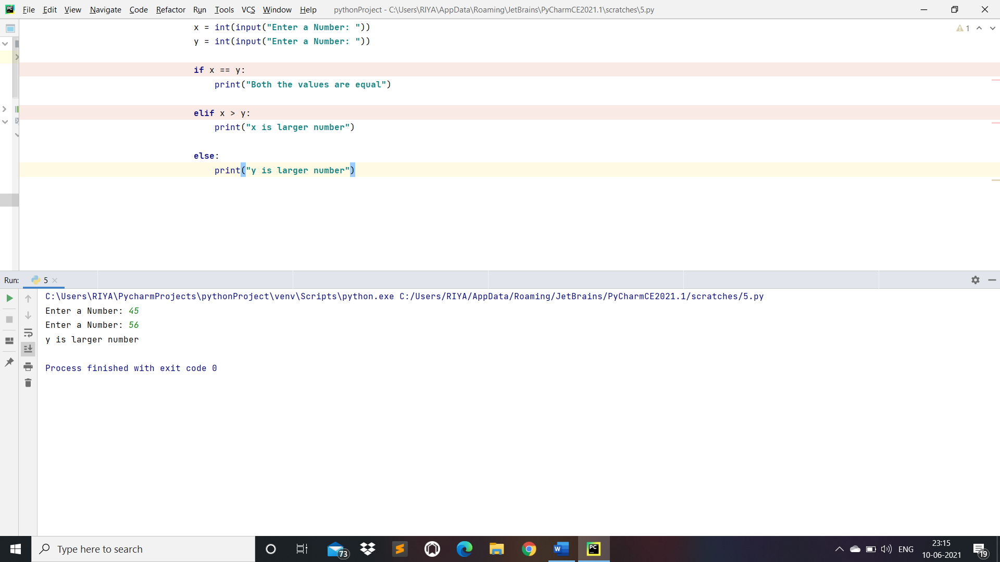 PC File Edit View Navigate Code Refactor Run Tools VCS Window Help pythonProject - C:\Users\RIYA\AppData\Roaming\JetBrains\PyCharmCE2021.1\scratches\5.py
x = int(input("Enter a Number: "))
1
y = int(input("Enter a Number: "))
if x == y:
print("Both the values are equal")
elif x > y:
print("x is larger number")
else:
print("y is larger number")
Run: 5
C:\Users\RIYA\PycharmProjects\pythonProject\venv\Scripts\python.exe C:/Users/RIYA/AppData/Roaming/JetBrains/PyCharmCE2021.1/scratches/5.py
Enter a Number: 45
Enter a Number: 56
y is larger number
Process finished with exit code 0
Type here to search
73
W
PC
ENG
23:15
10-06-2021
19